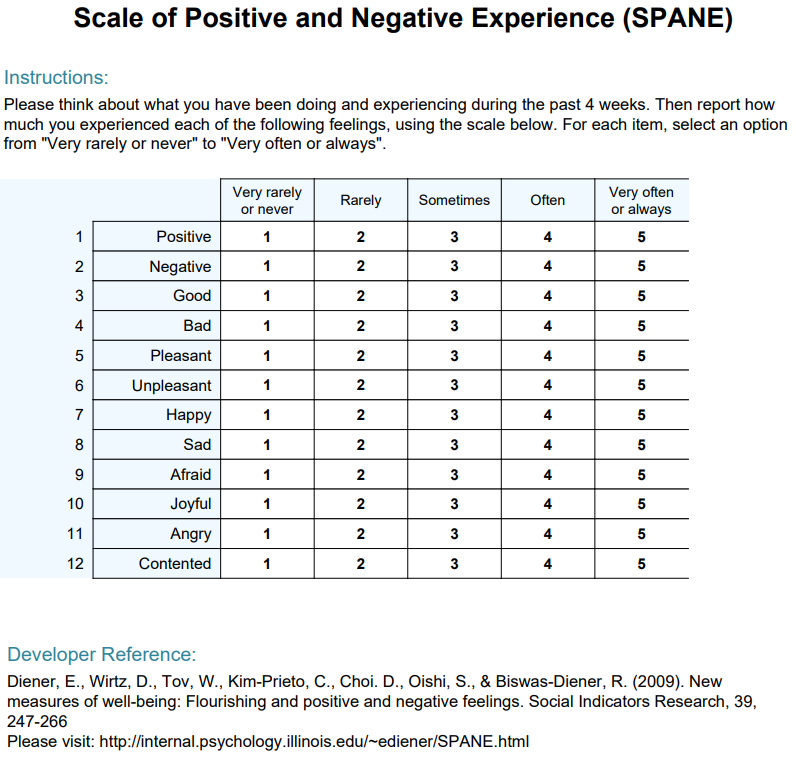 Scale of Positive and Negative Experience (SPANE)
Instructions:
Please think about what you have been doing and experiencing during the past 4 weeks. Then report how
much you experienced each of the following feelings, using the scale below. For each item, select an option
from "Very rarely or never" to "Very often or always".
Very rarely or never Rarely Sometimes Often Very often or always
1 Positive 1 2 3 4 5
2 Negative 1 2 3 4 5
3 Good 1 2 3 4 5
4 Bad 1 2 3 4 5
5 Pleasant 1 2 3 4 5
6 Unpleasant 1 2 3 4 5
7 Happy 1 2 3 4 5
8 Sad 1 2 3 4 5
9 Afraid 1 2 3 4 5
10 Joyful 1 2 3 4 5
11 Angry 1 2 3 4 5
12 Contented 1 2 3 4 5
Developer Reference:
Diener, E., Wirtz, D., Tov, W., Kim-Prieto, C., Choi. D., Oishi, S., & Biswas-Diener, R. (2009). New
measures of well-being: Flourishing and positive and negative feelings. Social Indicators Research, 39,
247-266
Please visit: http://internal.psychology.illinois.edu/~ediener/SPANE.html